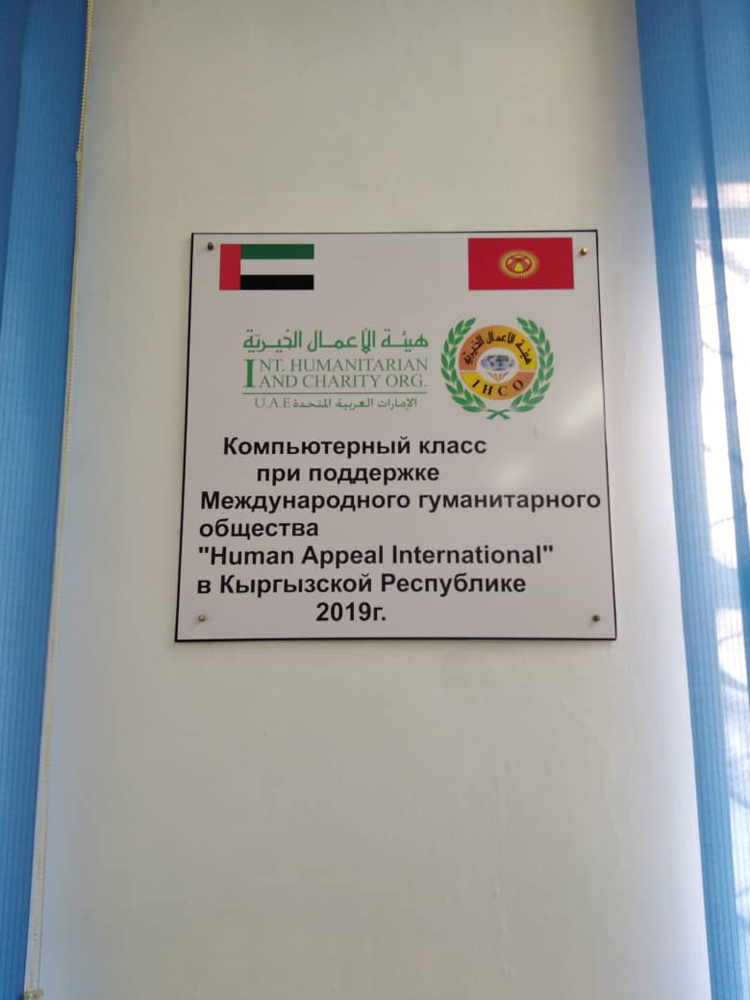 هيئة الأعمال الخيرية
INT. HUMANITARIAN
AND CHARITY ORG.
U.A.E الإمارات العربية المتحدة
هيئة الأعمال الخيرية
IHCO
Компьютерный класс
при поддержке
Международного гуманитарного
общества
"Human Appeal International"
в Кыргызской Республике
2019г.